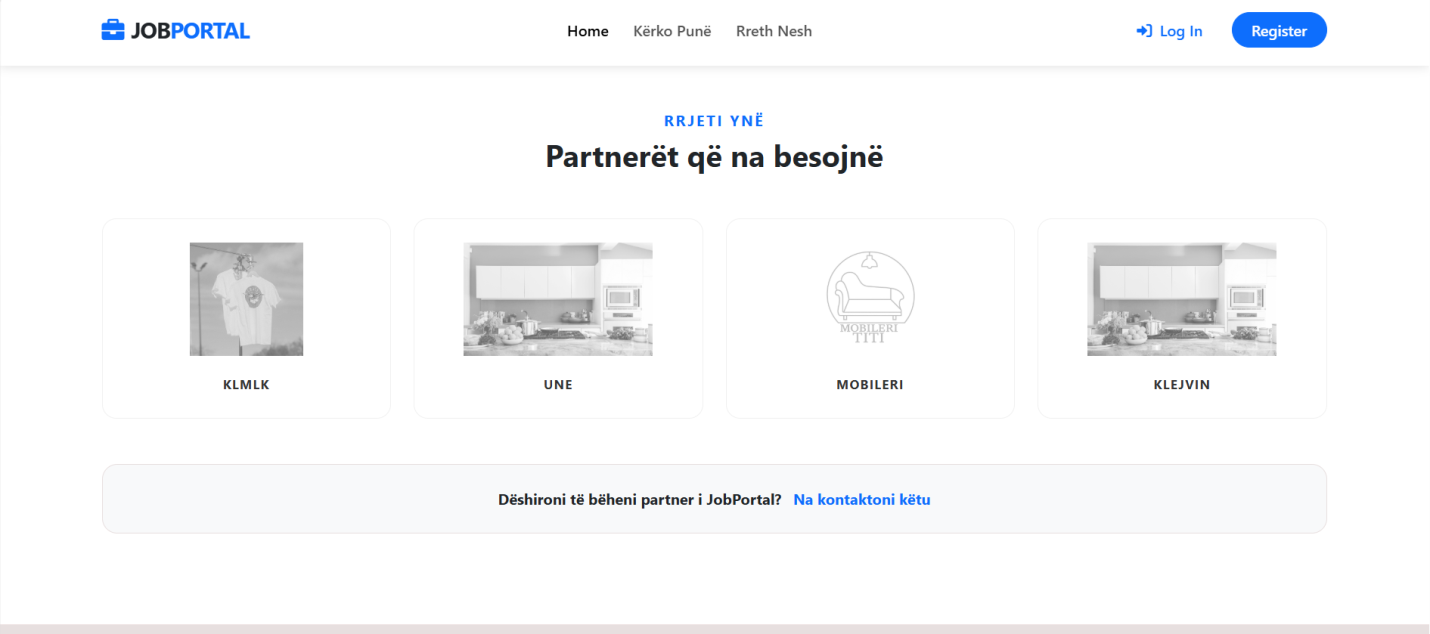 JOBPORTAL
Home Kërko Punë Rreth Nesh
Log In Register
RRJETI YNË
Partnerët që na besojnë
MOBILERI
TITI
KLMLK
UNE
MOBILERI
KLEJVIN
Dëshironi të bëheni partner i JobPortal? Na kontaktoni këtu